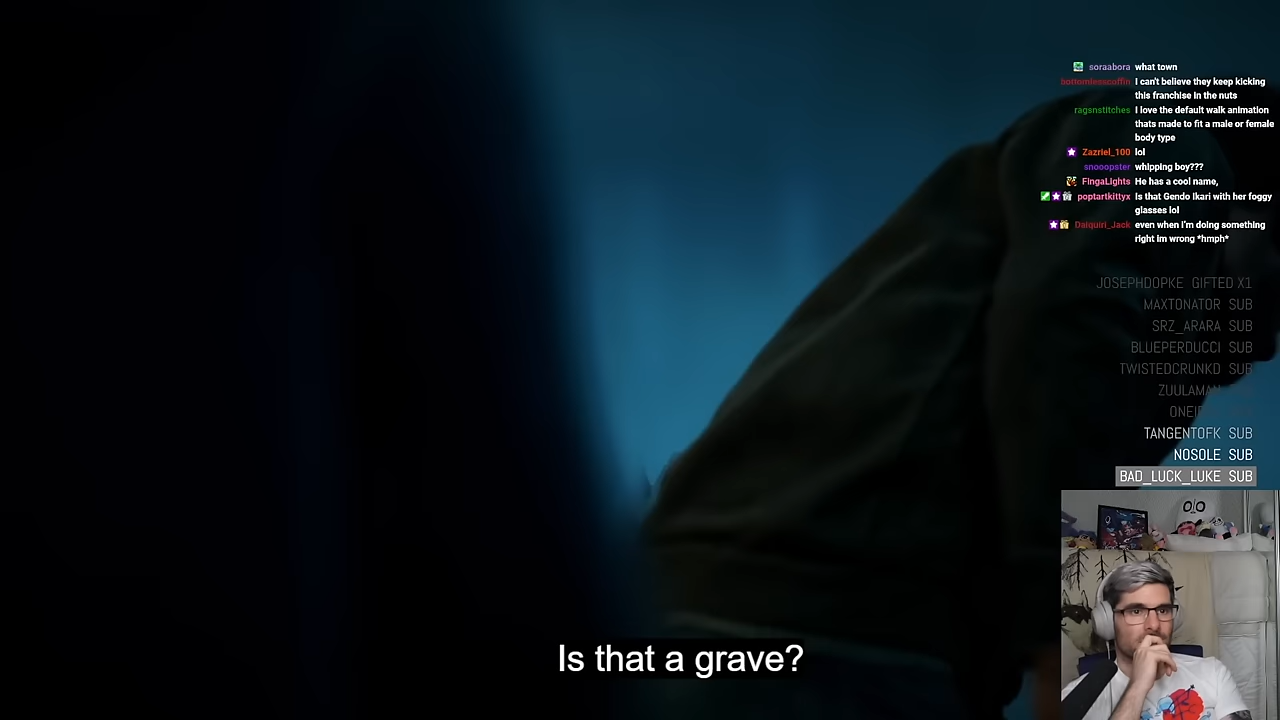 soraabora what town
bottomlesscoffin I can't believe they keep kicking
this franchise in the nuts
ragsnstitches I love the default walk animation
thats made to fit a male or female
body type
Zazriel_100 lol
snooopster whipping boy???
FingaLights He has a cool name,
poptartkittyx Is that Gendo Ikari with her foggy
glasses lol
Daiquiri_Jack even when I'm doing something
right im wrong *hmph*
JOSEPHDOPKE GIFTED X1
MAXTONATOR SUB
SRZ_ARARA SUB
BLUEPERDUCCI SUB
TWISTEDCRUNKD SUB
TANGENTOFK SUB
NOSOLE SUB
BAD_LUCK_LUKE SUB
Is that a grave?